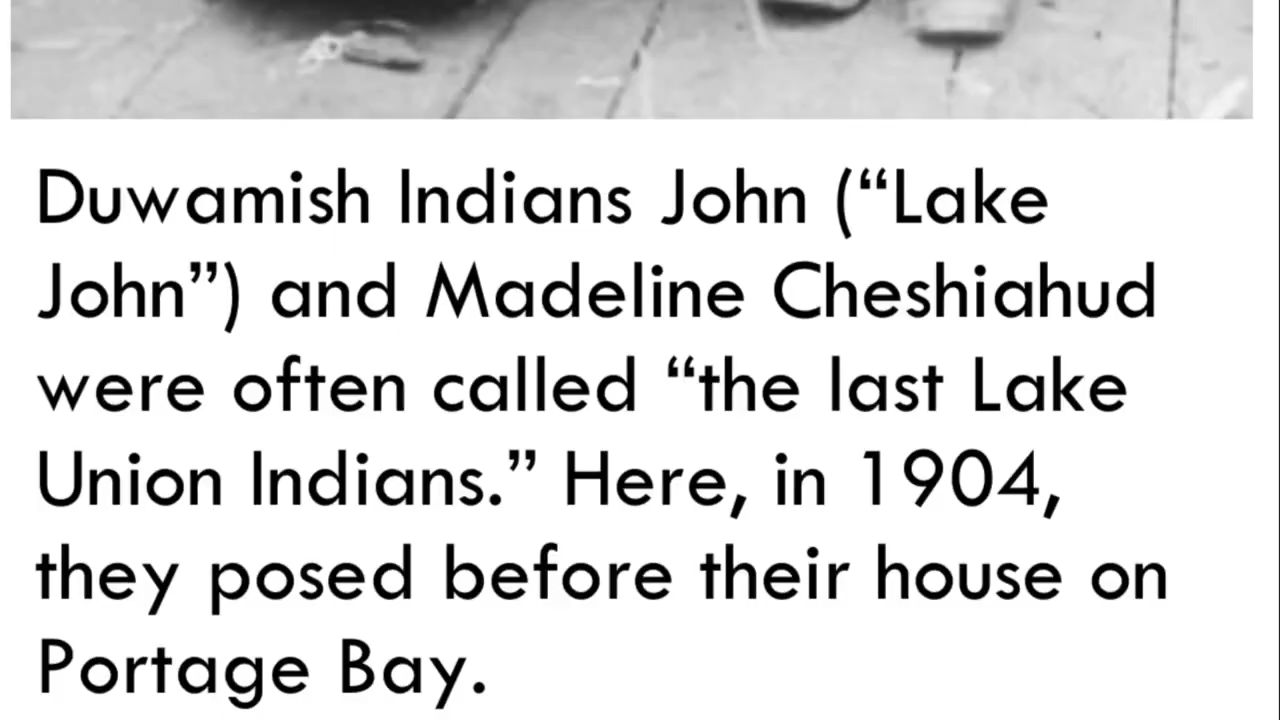 Duwamish Indians John (“Lake
John”) and Madeline Cheshiahud
were often called “the last Lake
Union Indians.” Here, in 1904,
they posed before their house on
Portage Bay.